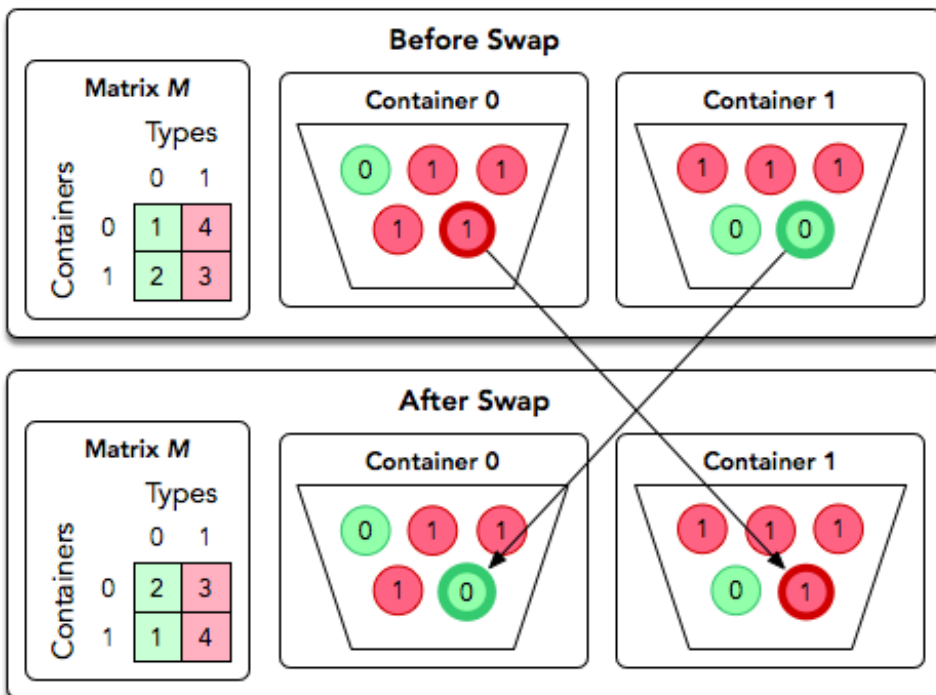 Before Swap
Matrix M
Types
0 1
Containers
0 1 4
1 2 3
Container 0
0 1 1
1 1
Container 1
1 1 1
0 0
After Swap
Matrix M
Types
0 1
Containers
0 2 3
1 1 4
Container 0
0 1 1
1 0
Container 1
1 1 1
0 1